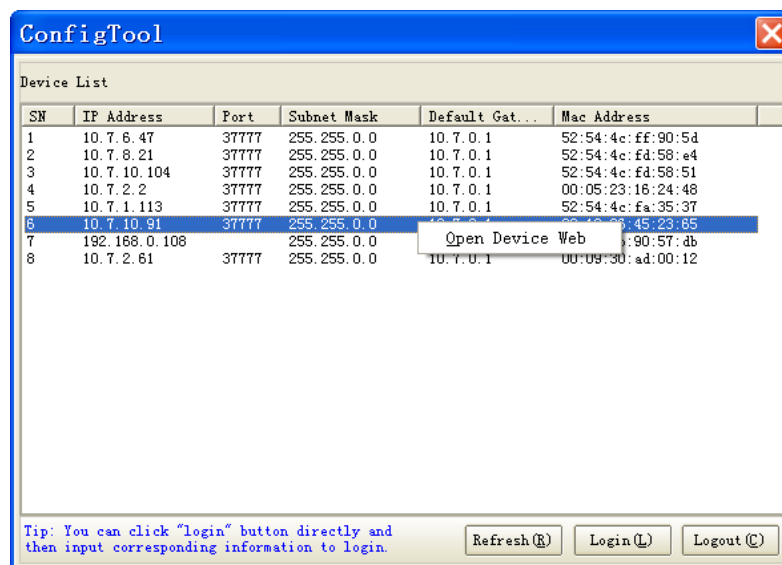 ConfigTool
Device List
SN IP Address Port Subnet Mask Default Gat... Mac Address
1 10.7.6.47 37777 255.255.0.0 10.7.0.1 52:54:4c:ff:90:5d
2 10.7.8.21 37777 255.255.0.0 10.7.0.1 52:54:4c:fd:58:e4
3 10.7.10.104 37777 255.255.0.0 10.7.0.1 52:54:4c:fd:58:51
4 10.7.2.2 37777 255.255.0.0 10.7.0.1 00:05:23:16:24:48
5 10.7.1.113 37777 255.255.0.0 10.7.0.1 52:54:4c:fa:35:37
6 10.7.10.91 37777 255.255.0.0 :45:23:65
Open Device Web
7 192.168.0.108 255.255.0.0 :90:57:db
8 10.7.2.61 37777 255.255.0.0 10.7.0.1 00:09:30:ad:00:12
Tip: You can click "login" button directly and
then input corresponding information to login.
Refresh(R) Login(L) Logout(C)